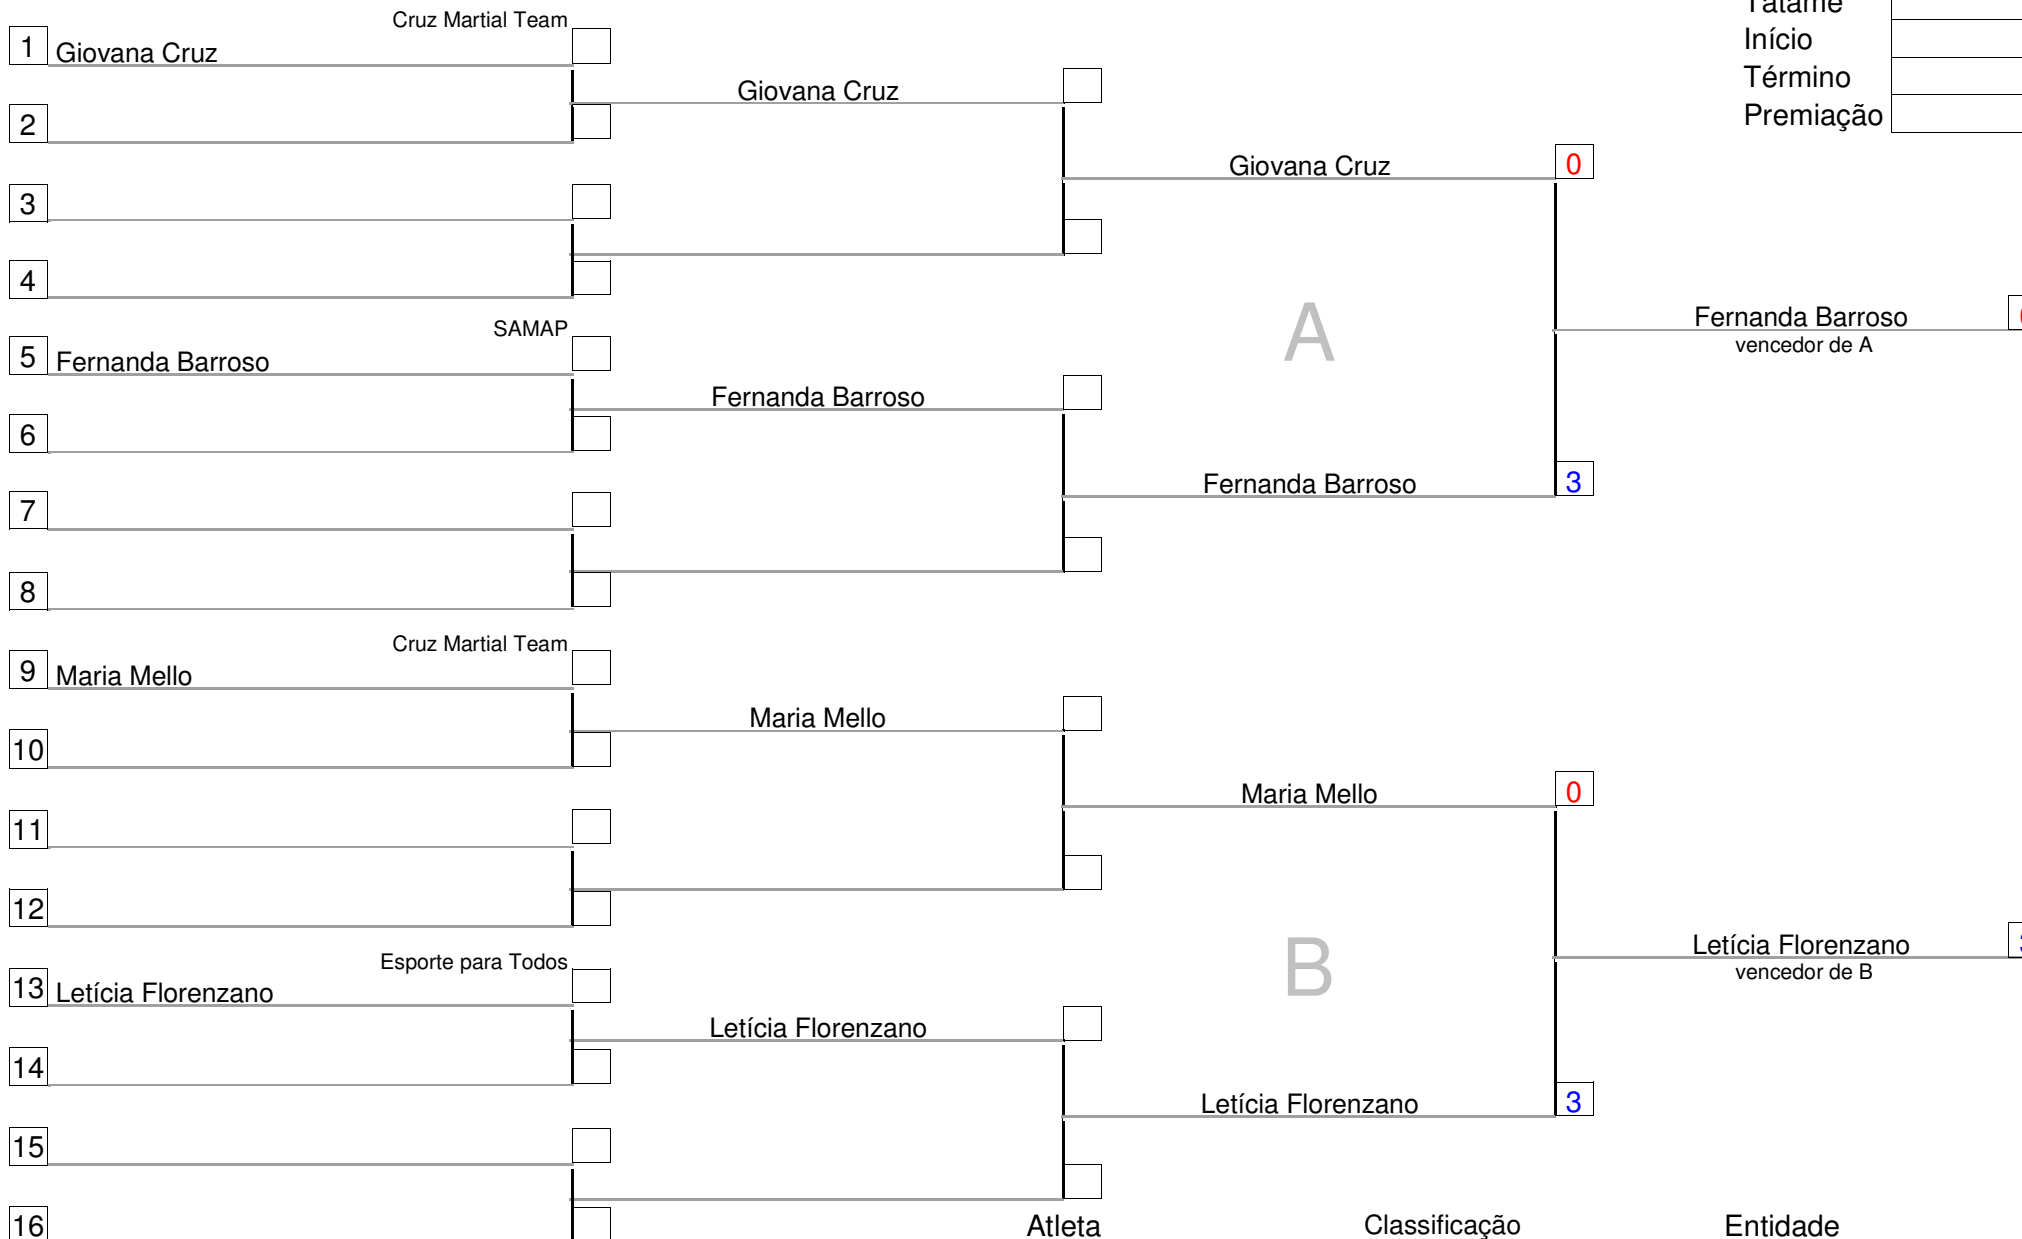 Cruz Martial Team
Tatame
1 Giovana Cruz
Início
Giovana Cruz
Término
2
Premiação
Giovana Cruz 0
3
4
SAMAP
A
Fernanda Barroso
vencedor de A
5 Fernanda Barroso
Fernanda Barroso
6
Fernanda Barroso 3
7
8
Cruz Martial Team
9 Maria Mello
Maria Mello
10
Maria Mello 0
11
12
Esporte para Todos
B
Letícia Florenzano
vencedor de B
13 Letícia Florenzano
Letícia Florenzano
14
Letícia Florenzano 3
15
16
Atleta Classificação Entidade